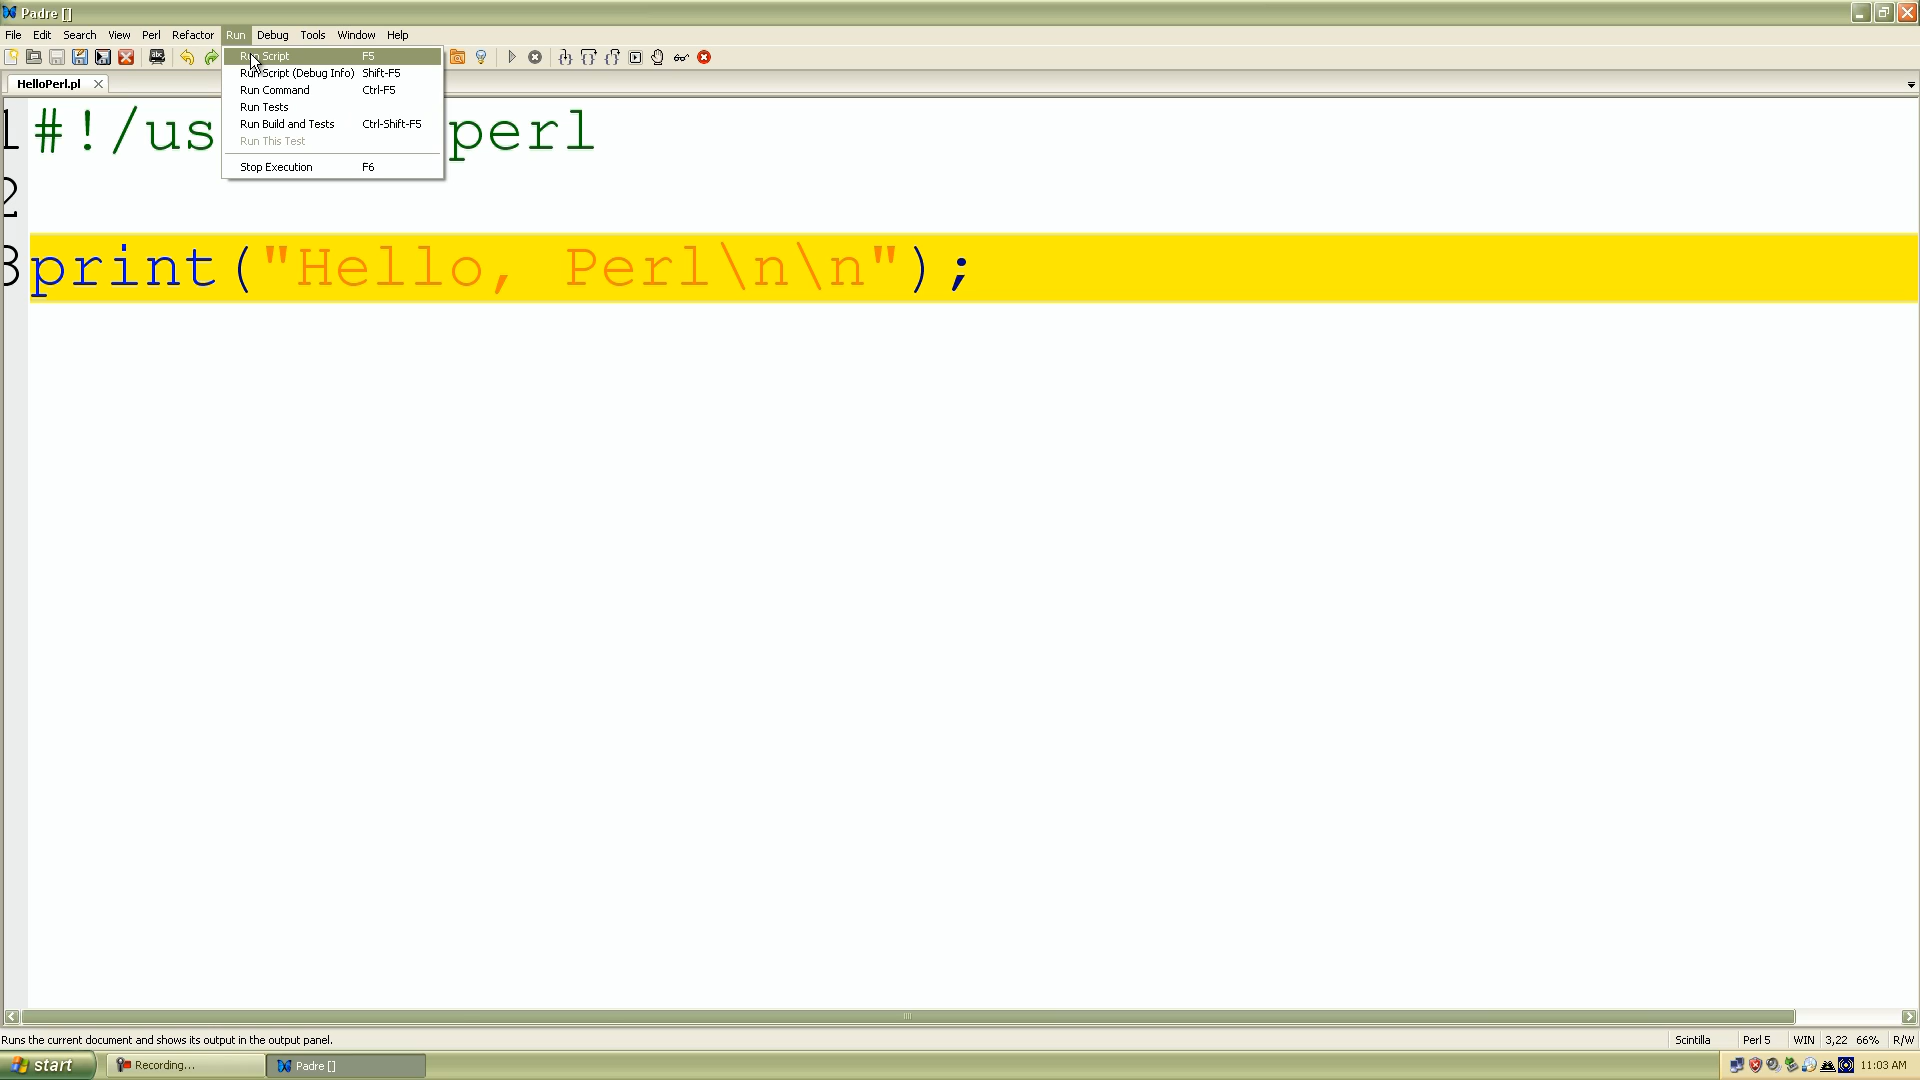 Padre []
File Edit Search View Perl Refactor Run Debug Tools Window Help
Run Script F5
Run Script (Debug Info) Shift-F5
Run Command Ctrl-F5
Run Tests
Run Build and Tests Ctrl-Shift-F5
Run This Test
Stop Execution F6
HelloPerl.pl
1 #!/us perl
2
3 print("Hello, Perl\n\n");
Runs the current document and shows its output in the output panel.
Scintilla Perl 5 WIN 3,22 66% R/W
start Recording... Padre [] 11:03 AM